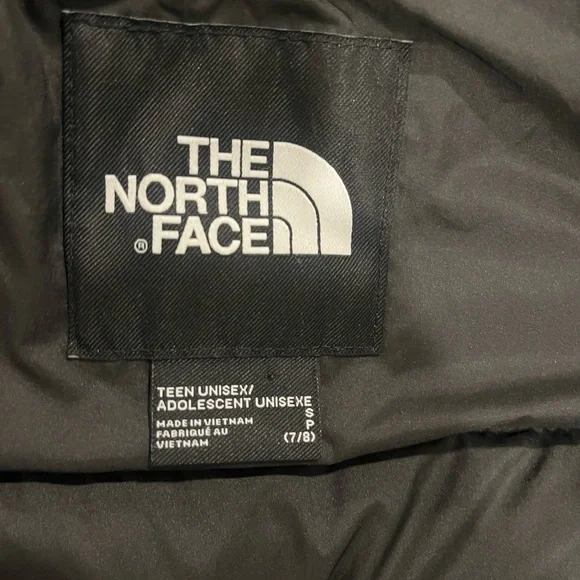 THE
NORTH
® FACE
TEEN UNISEX/
ADOLESCENT UNISEXE
S
MADE IN VIETNAM P
FABRIQUÉ AU (7/8)
VIETNAM